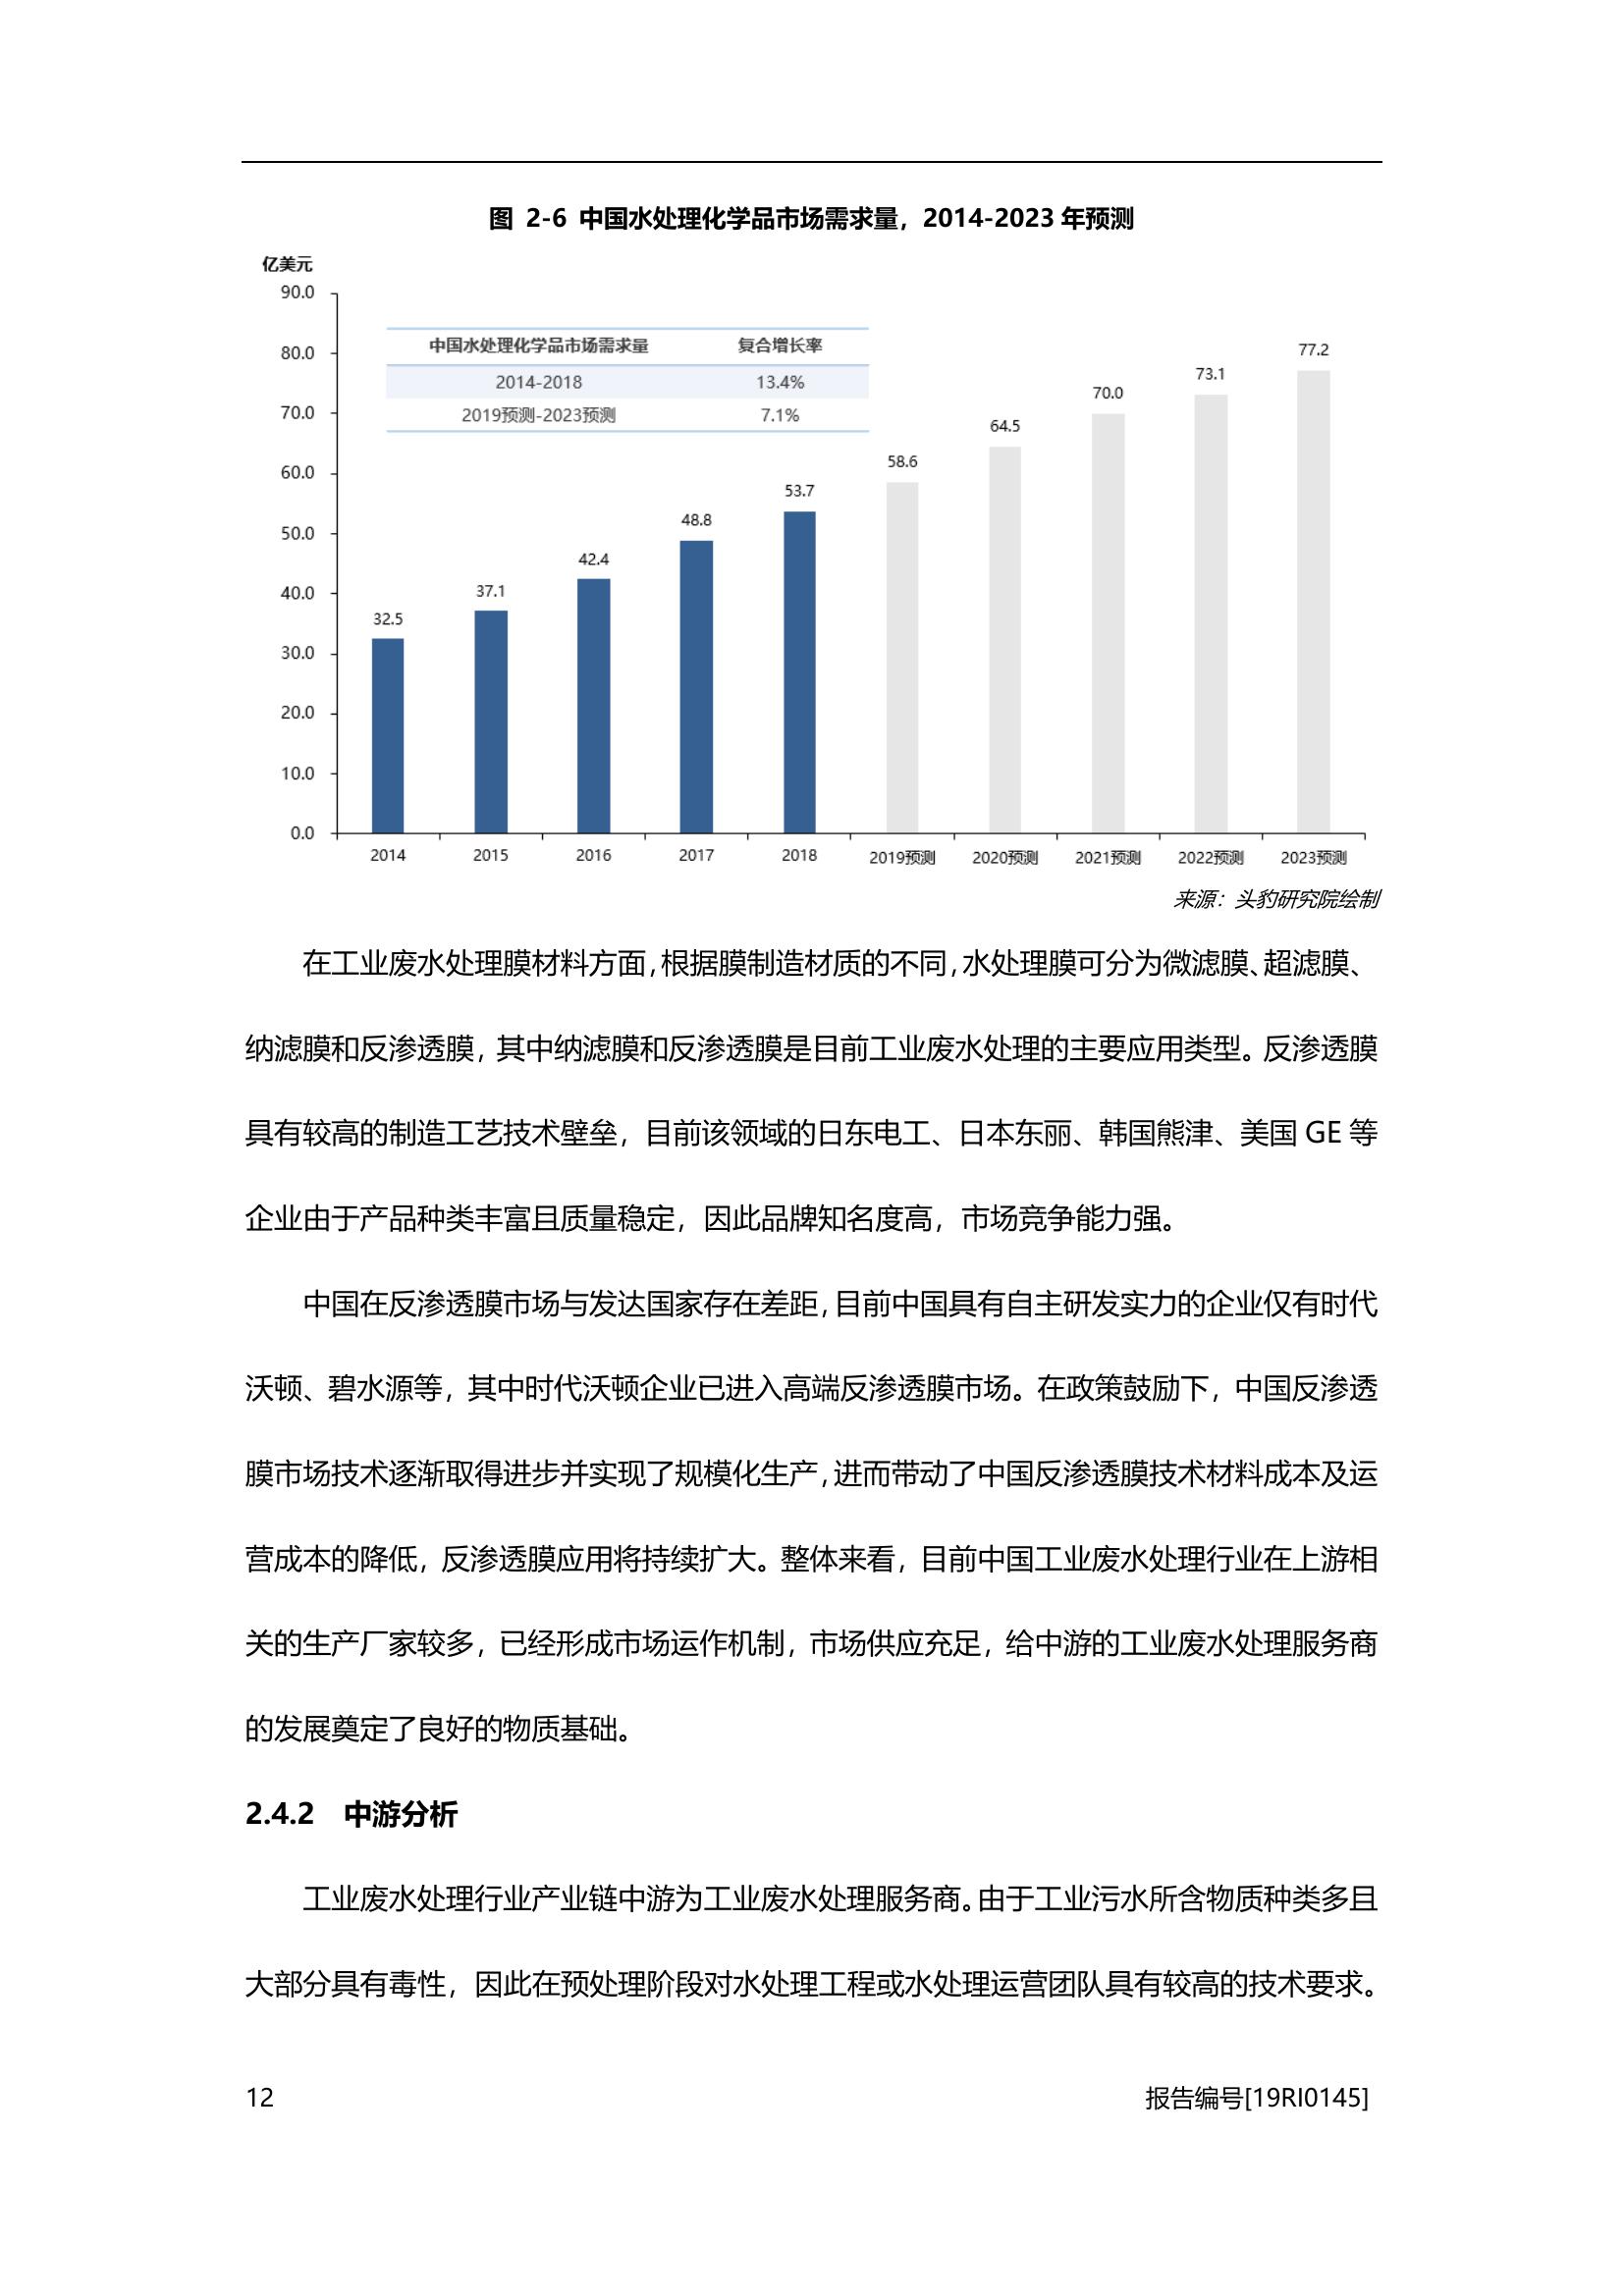 图 2-6 中国水处理化学品市场需求量，2014-2023 年预测
亿美元
90.0
80.0
70.0
60.0
50.0
40.0
30.0
20.0
10.0
0.0
中国水处理化学品市场需求量 复合增长率
2014-2018 13.4%
2019预测-2023预测 7.1%
32.5
37.1
42.4
48.8
53.7
58.6
64.5
70.0
73.1
77.2
2014 2015 2016 2017 2018 2019预测 2020预测 2021预测 2022预测 2023预测
来源：头豹研究院绘制
在工业废水处理膜材料方面，根据膜制造材质的不同，水处理膜可分为微滤膜、超滤膜、
纳滤膜和反渗透膜，其中纳滤膜和反渗透膜是目前工业废水处理的主要应用类型。反渗透膜
具有较高的制造工艺技术壁垒，目前该领域的日东电工、日本东丽、韩国熊津、美国 GE 等
企业由于产品种类丰富且质量稳定，因此品牌知名度高，市场竞争能力强。
中国在反渗透膜市场与发达国家存在差距，目前中国具有自主研发实力的企业仅有时代
沃顿、碧水源等，其中时代沃顿企业已进入高端反渗透膜市场。在政策鼓励下，中国反渗透
膜市场技术逐渐取得进步并实现了规模化生产，进而带动了中国反渗透膜技术材料成本及运
营成本的降低，反渗透膜应用将持续扩大。整体来看，目前中国工业废水处理行业在上游相
关的生产厂家较多，已经形成市场运作机制，市场供应充足，给中游的工业废水处理服务商
的发展奠定了良好的物质基础。
2.4.2 中游分析
工业废水处理行业产业链中游为工业废水处理服务商。由于工业污水所含物质种类多且
大部分具有毒性，因此在预处理阶段对水处理工程或水处理运营团队具有较高的技术要求。
12 报告编号[19RI0145]